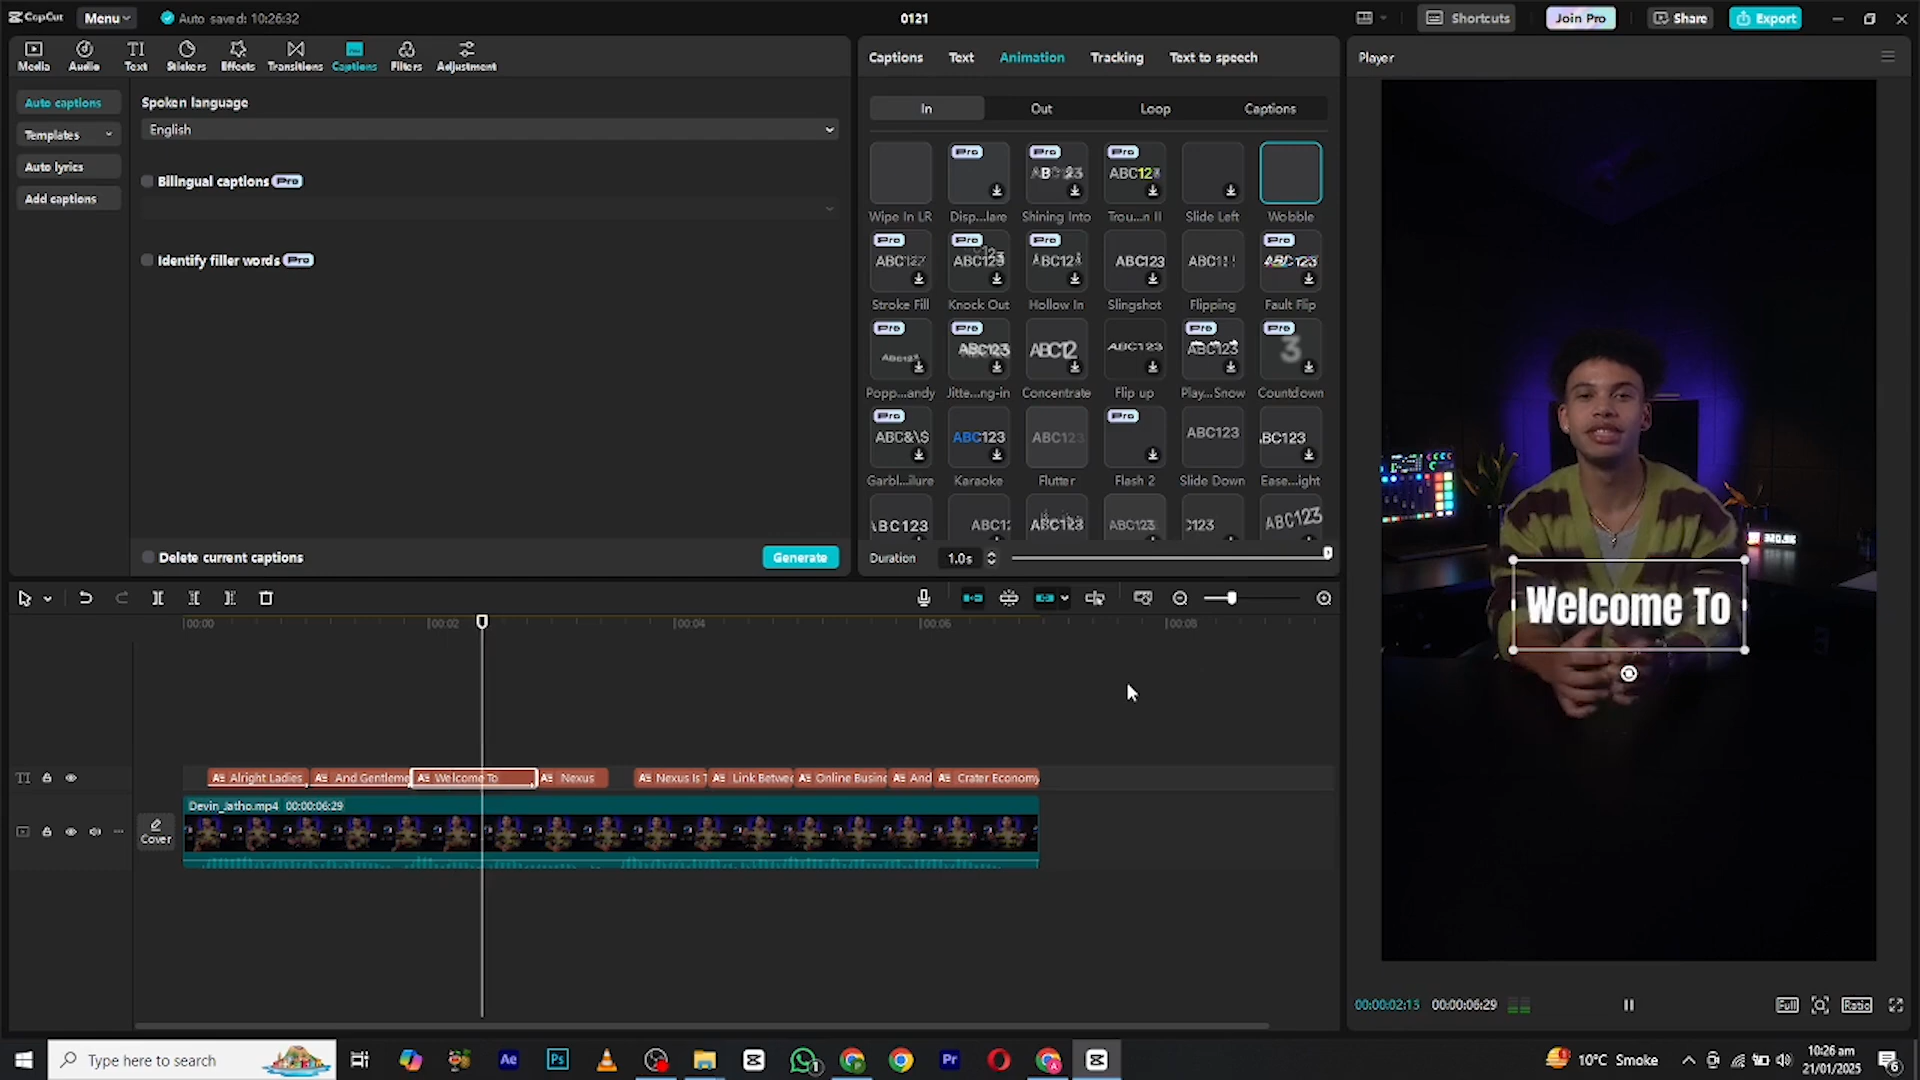 CapCut
Menu
Auto saved: 10:26:32
0121
Shortcuts
Join Pro
Share
Export
Media
Audio
Text
Stickers
Effects
Transitions
Captions
Filters
Adjustment
Auto captions
Templates
Auto lyrics
Add captions
Spoken language
English
Bilingual captions Pro
Identify filler words Pro
Delete current captions
Generate
Captions
Text
Animation
Tracking
Text to speech
In
Out
Loop
Captions
Wipe In LR
Pro
Disp...lare
Pro
Shining Into
Pro
ABC123
Trou...n II
Slide Left
Wobble
Pro
Stroke Fill
Pro
ABC123
Knock Out
Pro
Hollow In
ABC123
Slingshot
Flipping
Pro
ABC123
Fault Flip
Pro
ABC123
Popp...andy
Pro
ABC123
Jitte...ng-in
ABC12
Concentrate
ABC123
Flip up
Pro
ABC123
Play...Snow
Pro
3
Countdown
Pro
ABC&\$
Garbl...ilure
ABC123
Karaoke
ABC123
Flutter
Pro
Flash 2
ABC123
Slide Down
ABC123
Ease...ight
ABC123
ABC1
ABC123
ABC123
C123
ABC123
Duration
1.0s
Player
Welcome To
00:00:02:13
00:00:06:29
Full
Ratio
00:00
00:02
00:04
00:06
00:08
Alright Ladies
And Gentleme
Welcome To
Nexus
Nexus Is T
Link Betwee
Online Busine
And
Crater Economy
Devin_Jatho.mp4 00:00:06:29
Cover
Type here to search
Ae
Ps
Pr
10°C Smoke
10:26 am
21/01/2025
6